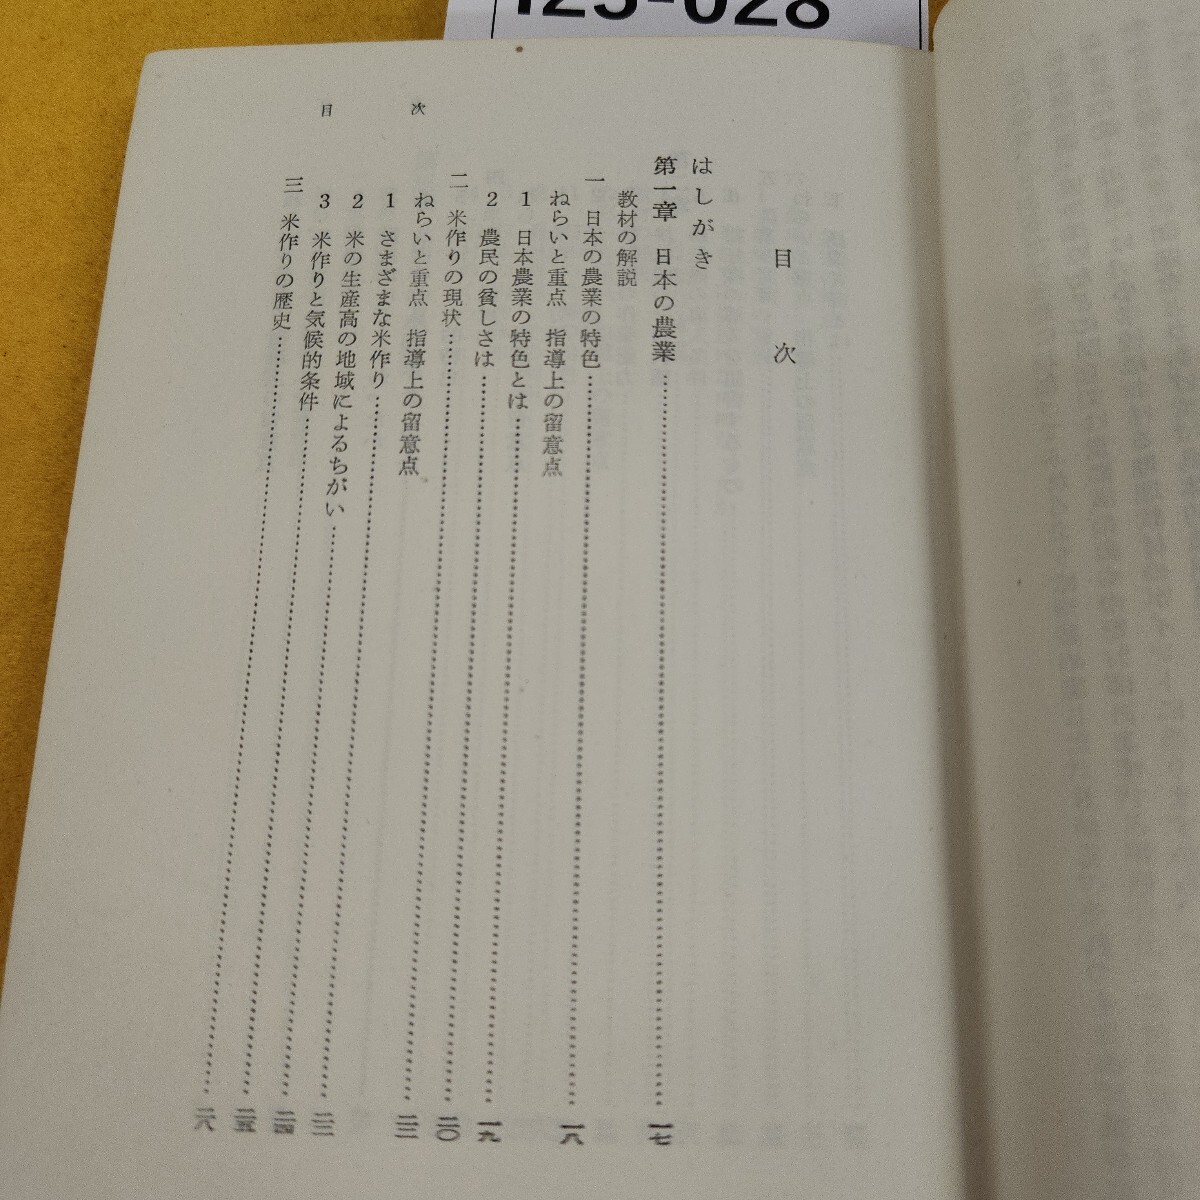 123-028
目次
目次
はしがき
第一章 日本の農業……一七
教材の解説
一 日本の農業の特色……一八
ねらいと重点 指導上の留意点
1 日本農業の特色とは……一九
2 農民の貧しさは……二〇
二 米作りの現状……
ねらいと重点 指導上の留意点
1 さまざまな米作り……二三
2 米の生産高の地域によるちがい……二四
3 米作りと気候的条件……二五
三 米作りの歴史……二八